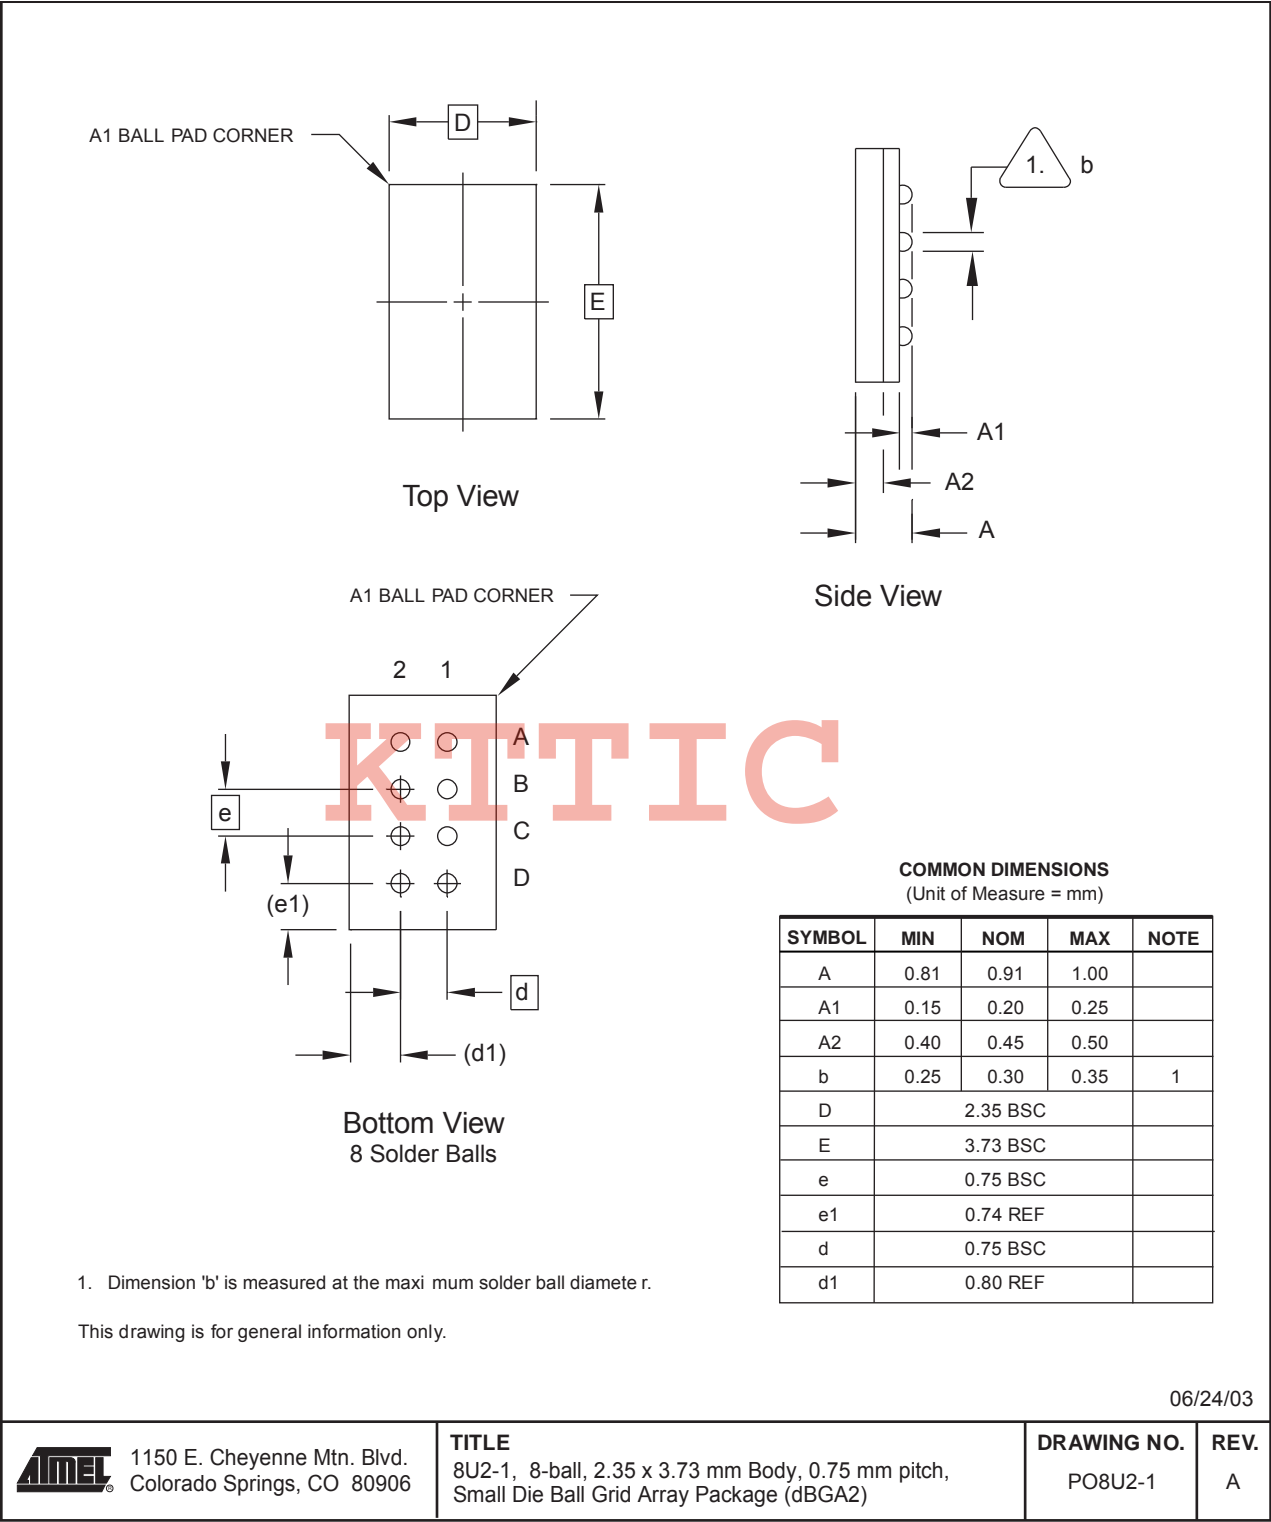 A1 BALL PAD CORNER
D
E
Top View
1. b
A1
A2
A
Side View
A1 BALL PAD CORNER
2 1
A
B
C
D
e
(e1)
d
(d1)
Bottom View
8 Solder Balls
KTTIC
COMMON DIMENSIONS
(Unit of Measure = mm)
SYMBOL MIN NOM MAX NOTE
A 0.81 0.91 1.00
A1 0.15 0.20 0.25
A2 0.40 0.45 0.50
b 0.25 0.30 0.35 1
D 2.35 BSC
E 3.73 BSC
e 0.75 BSC
e1 0.74 REF
d 0.75 BSC
d1 0.80 REF
1. Dimension 'b' is measured at the maxi mum solder ball diamete r.
This drawing is for general information only.
06/24/03
ATMEL®
1150 E. Cheyenne Mtn. Blvd.
Colorado Springs, CO 80906
TITLE
8U2-1, 8-ball, 2.35 x 3.73 mm Body, 0.75 mm pitch,
Small Die Ball Grid Array Package (dBGA2)
DRAWING NO.
PO8U2-1
REV.
A